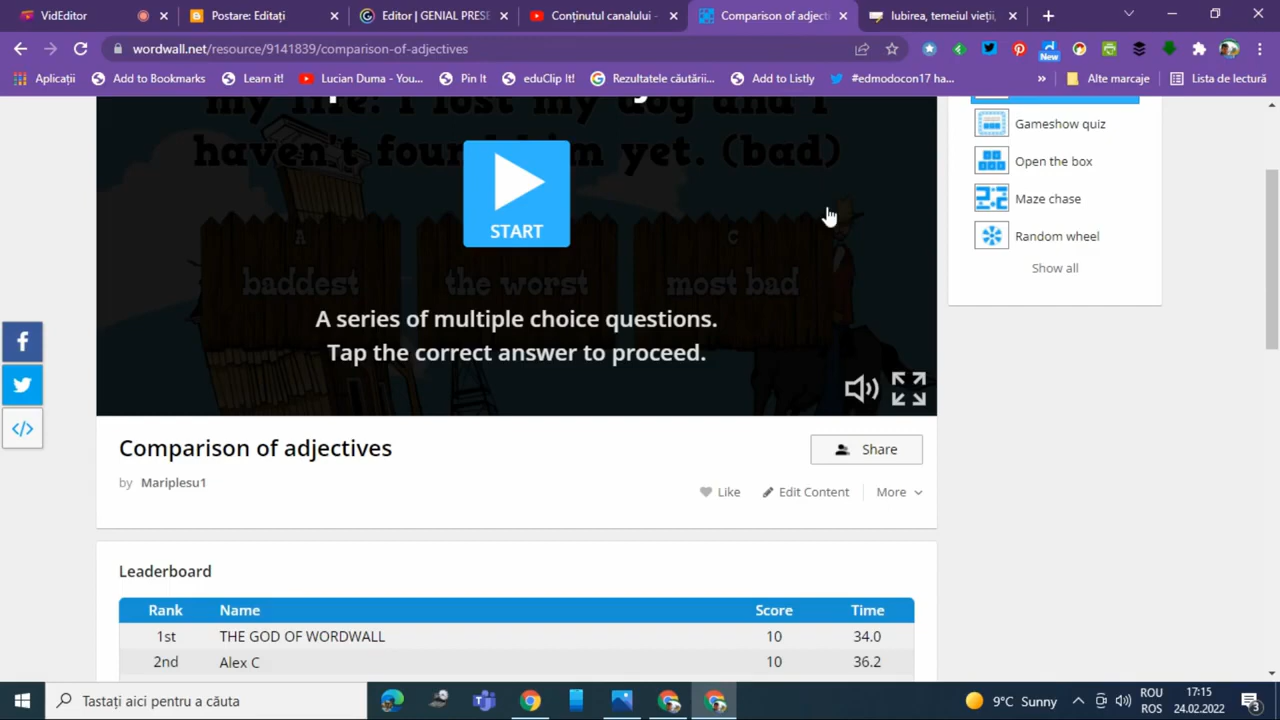 VidEditor
Postare: Editați
Editor | GENIAL PRESE
Conținutul canalului -
Comparison of adjecti
Iubirea, temeiul vieții,
wordwall.net/resource/9141839/comparison-of-adjectives
New
Aplicații
Add to Bookmarks
Learn it!
Lucian Duma - You...
Pin It
eduClip It!
Rezultatele căutării...
Add to Listly
#edmodocon17 ha...
»
Alte marcaje
Lista de lectură
my life: I lost my dog and I
haven't found him yet. (bad)
START
A
C
baddest
the worst
most bad
A series of multiple choice questions.
Tap the correct answer to proceed.
Gameshow quiz
Open the box
Maze chase
Random wheel
Show all
Comparison of adjectives
Share
by Mariplesu1
Like
Edit Content
More
Leaderboard
Rank Name Score Time
1st THE GOD OF WORDWALL 10 34.0
2nd Alex C 10 36.2
Tastați aici pentru a căuta
9°C Sunny
ROU
ROS
17:15
24.02.2022
3